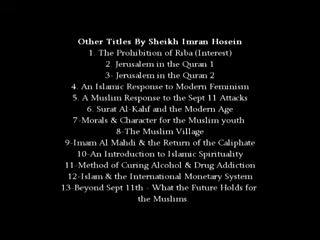 Other Titles By Sheikh Imran Hosein
1. The Prohibition of Riba (Interest)
2. Jerusalem in the Quran 1
3- Jerusalem in the Quran 2
4. An Islamic Response to Modern Feminism
5. A Muslim Response to the Sept 11 Attacks
6. Surat Al-Kahf and the Modern Age
7-Morals & Character for the Muslim youth
8-The Muslim Village
9-Imam Al Mahdi & the Return of the Caliphate
10-An Introduction to Islamic Spirituality
11-Method of Curing Alcohol & Drug Addiction
12-Islam & the International Monetary System
13-Beyond Sept 11th - What the Future Holds for
the Muslims